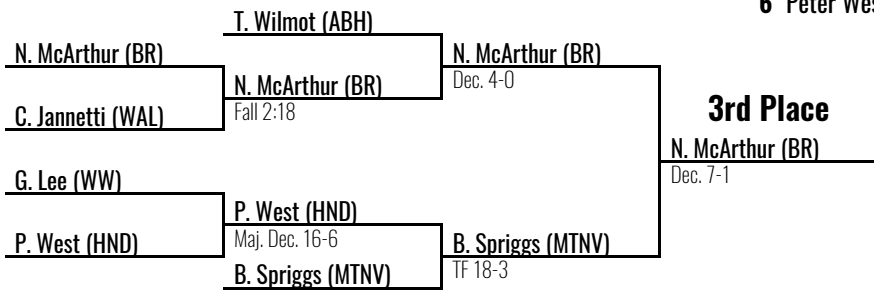 6 Peter
T. Wilmot (ABH)
N. McArthur (BR)
N. McArthur (BR)
Dec. 4-0
N. McArthur (BR)
Fall 2:18
C. Jannetti (WAL)
3rd Place
N. McArthur (BR)
Dec. 7-1
G. Lee (WW)
P. West (HND)
Maj. Dec. 16-6
P. West (HND)
B. Spriggs (MTNV)
TF 18-3
B. Spriggs (MTNV)